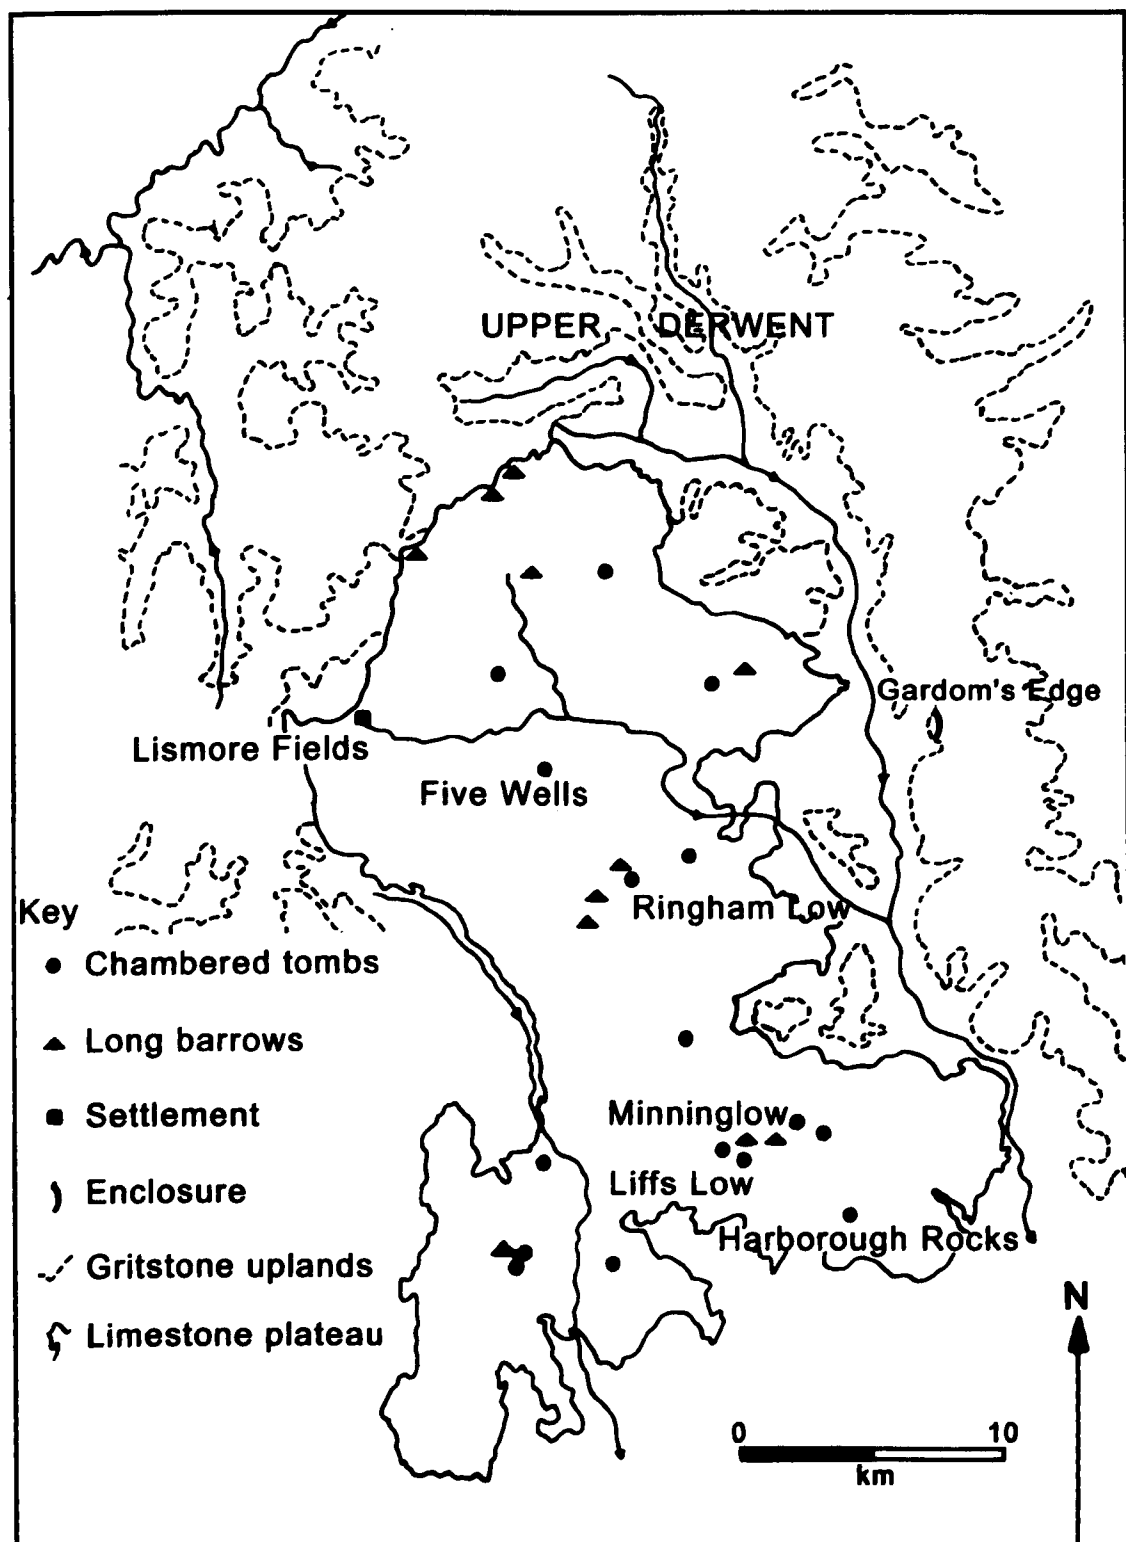 UPPER DERWENT
Gardom's Edge
Lismore Fields
Five Wells
Ringham Low
Key
Chambered tombs
Long barrows
Minninglow
Settlement
Liffs Low
Enclosure
Harborough Rocks
Gritstone uplands
N
Limestone plateau
0 10
km